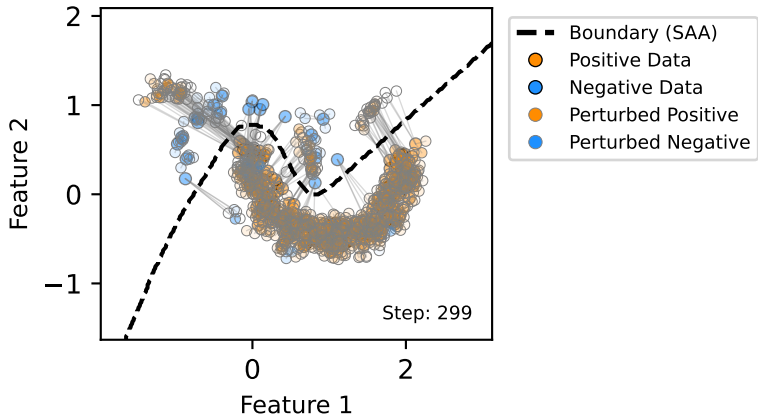 2
1
0
−1
Feature 2
0
2
Feature 1
Step: 299
Boundary (SAA)
Positive Data
Negative Data
Perturbed Positive
Perturbed Negative